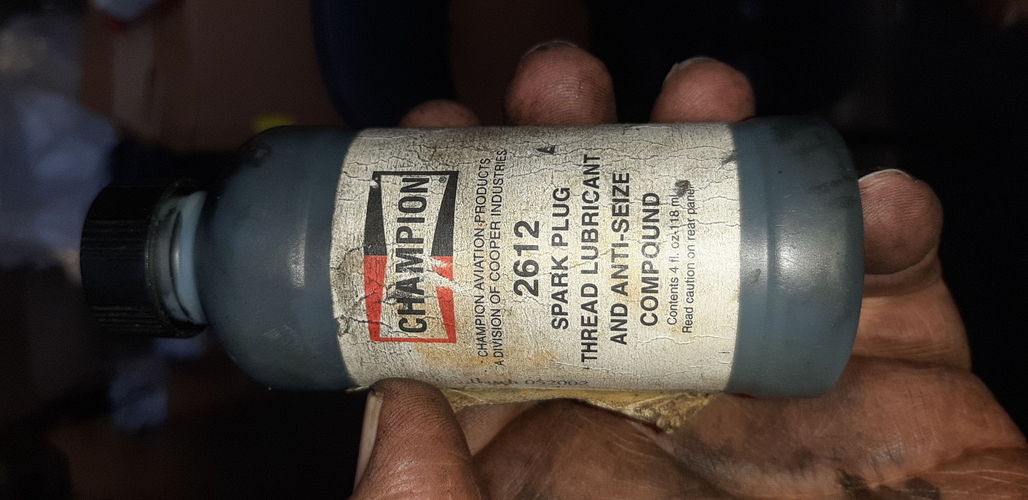 CHAMPION
CHAMPION AVIATION PRODUCTS
A DIVISION OF COOPER INDUSTRIES
2612
SPARK PLUG
THREAD LUBRICANT
AND ANTI-SEIZE
COMPOUND
Contents 4 fl. oz-118 ml
Read caution on rear panel
032002